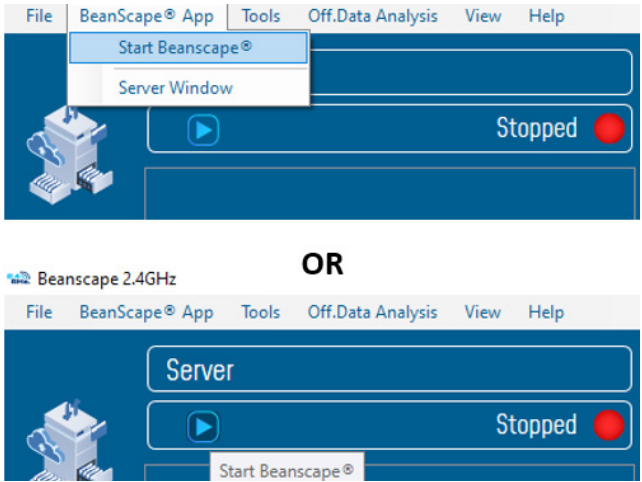 File BeanScape® App Tools Off.Data Analysis View Help
Start Beanscape®
Server Window
Stopped
OR
Beanscape 2.4GHz
File BeanScape® App Tools Off.Data Analysis View Help
Server
Stopped
Start Beanscape®